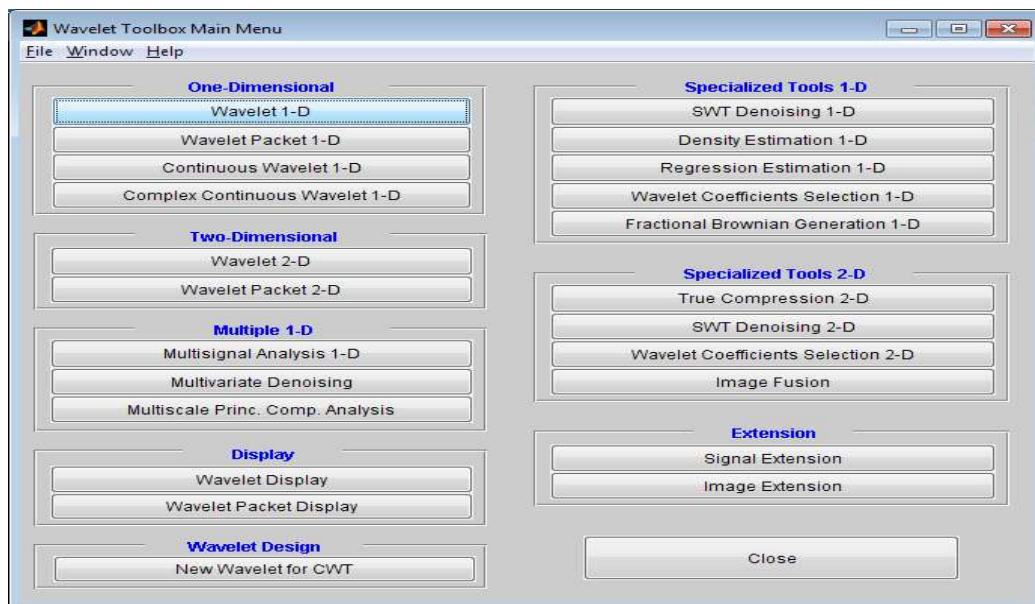 Wavelet Toolbox Main Menu
File Window Help
One-Dimensional
Wavelet 1-D
Wavelet Packet 1-D
Continuous Wavelet 1-D
Complex Continuous Wavelet 1-D
Two-Dimensional
Wavelet 2-D
Wavelet Packet 2-D
Multiple 1-D
Multisignal Analysis 1-D
Multivariate Denoising
Multiscale Princ. Comp. Analysis
Display
Wavelet Display
Wavelet Packet Display
Wavelet Design
New Wavelet for CWT
Specialized Tools 1-D
SWT Denoising 1-D
Density Estimation 1-D
Regression Estimation 1-D
Wavelet Coefficients Selection 1-D
Fractional Brownian Generation 1-D
Specialized Tools 2-D
True Compression 2-D
SWT Denoising 2-D
Wavelet Coefficients Selection 2-D
Image Fusion
Extension
Signal Extension
Image Extension
Close